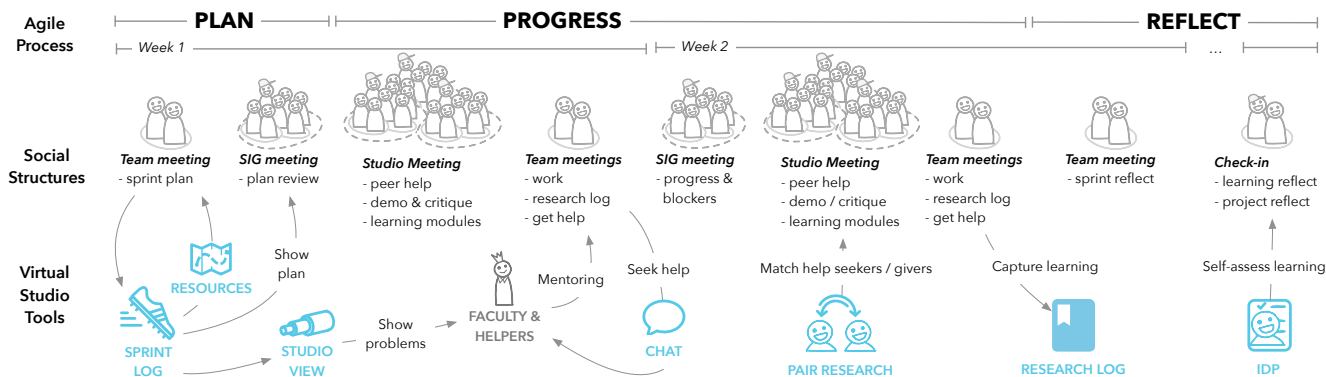 Agile
Process
PLAN
PROGRESS
REFLECT
Week 1
Week 2
...
Social
Structures
Team meeting
- sprint plan
SIG meeting
- plan review
Studio Meeting
- peer help
- demo & critique
- learning modules
Team meetings
- work
- research log
- get help
SIG meeting
- progress &
blockers
Studio Meeting
- peer help
- demo / critique
- learning modules
Team meetings
- work
- research log
- get help
Team meeting
- sprint reflect
Check-in
- learning reflect
- project reflect
Virtual
Studio
Tools
RESOURCES
Show
plan
SPRINT
LOG
STUDIO
VIEW
Show
problems
FACULTY &
HELPERS
Mentoring
Seek help
CHAT
Match help seekers / givers
PAIR RESEARCH
Capture learning
RESEARCH LOG
Self-assess learning
IDP